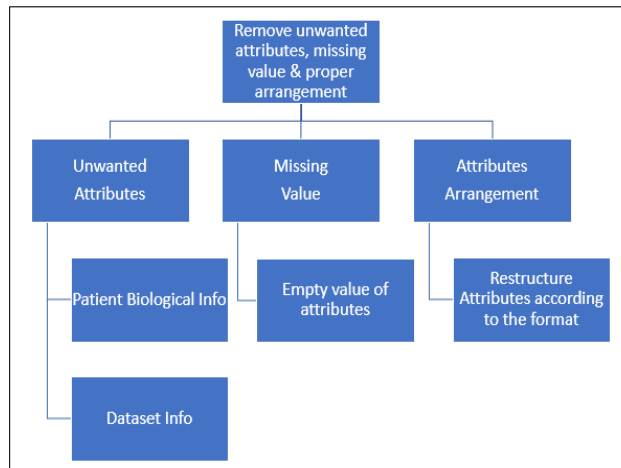 Remove unwanted
attributes, missing
value & proper
arrangement
Unwanted
Attributes
Missing
Value
Attributes
Arrangement
Patient Biological Info
Empty value of
attributes
Restructure
Attributes according
to the format
Dataset Info